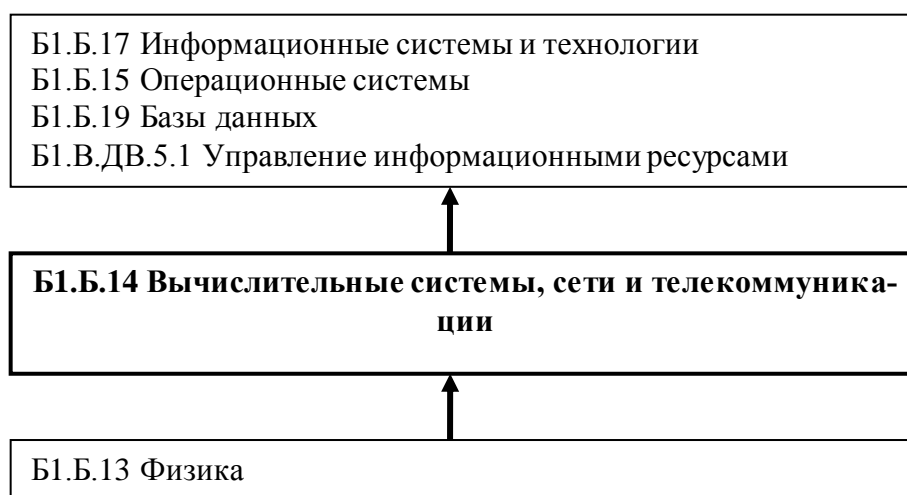 Б1.Б.17 Информационные системы и технологии
Б1.Б.15 Операционные системы
Б1.Б.19 Базы данных
Б1.В.ДВ.5.1 Управление информационными ресурсами
Б1.Б.14 Вычислительные системы, сети и телекоммуника-
ции
Б1.Б.13 Физика